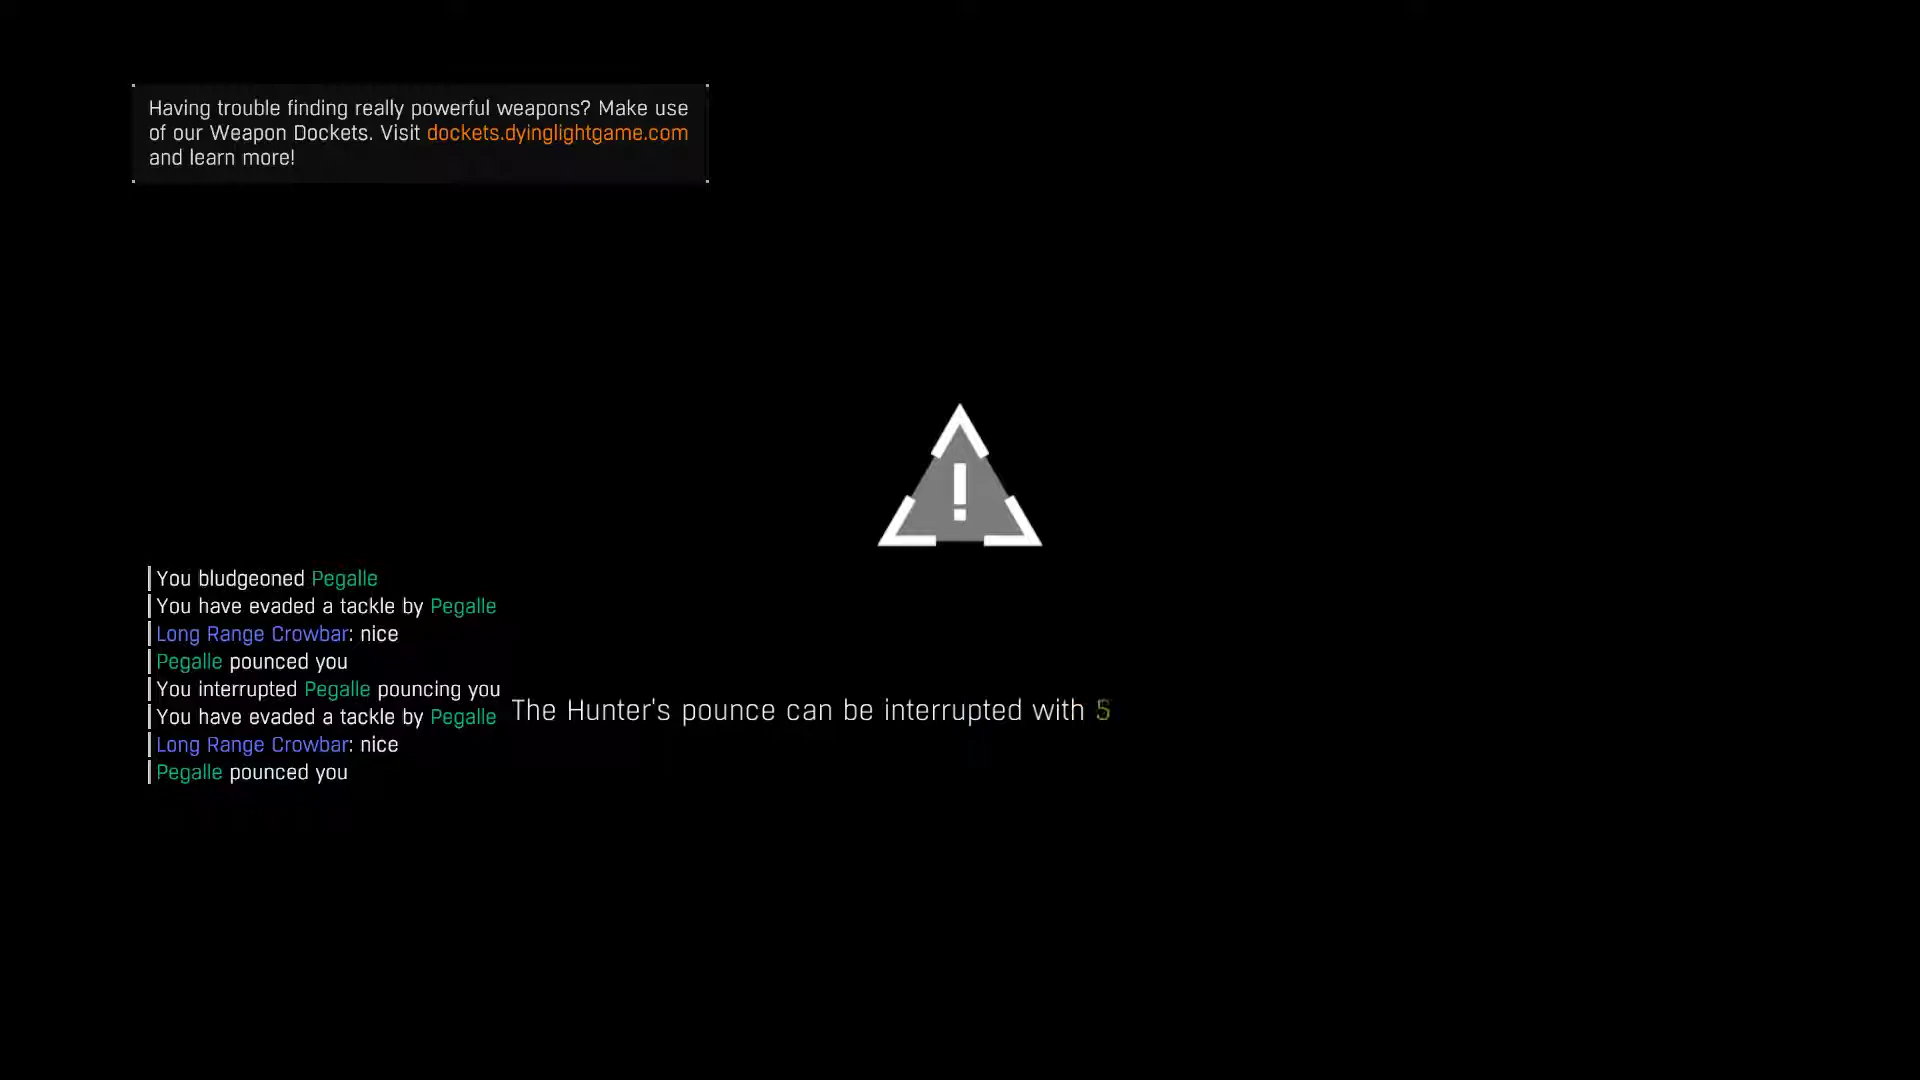 Having trouble finding really powerful weapons? Make use
of our Weapon Dockets. Visit dockets.dyinglightgame.com
and learn more!
!
You bludgeoned Pegalle
You have evaded a tackle by Pegalle
Long Range Crowbar: nice
Pegalle pounced you
You interrupted Pegalle pouncing you
You have evaded a tackle by Pegalle
The Hunter's pounce can be interrupted with 5
Long Range Crowbar: nice
Pegalle pounced you